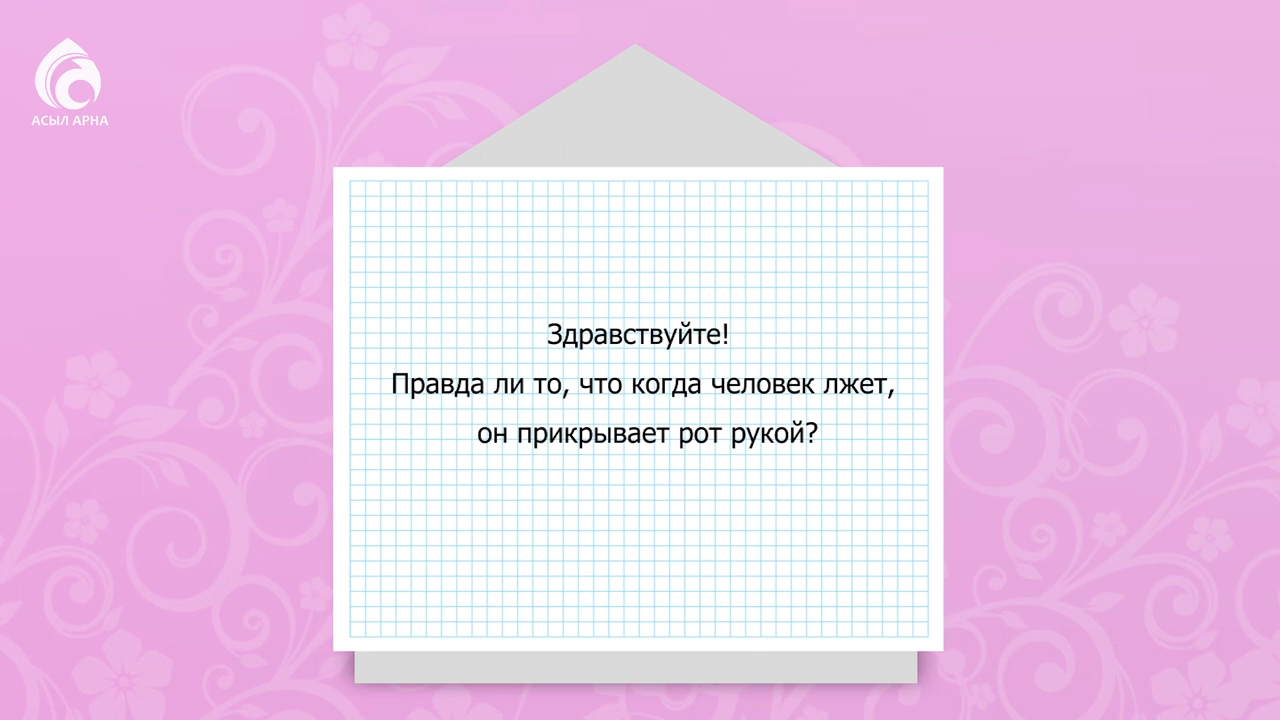 АСЫЛ АРНА
Здравствуйте!
Правда ли то, что когда человек лжет,
он прикрывает рот рукой?